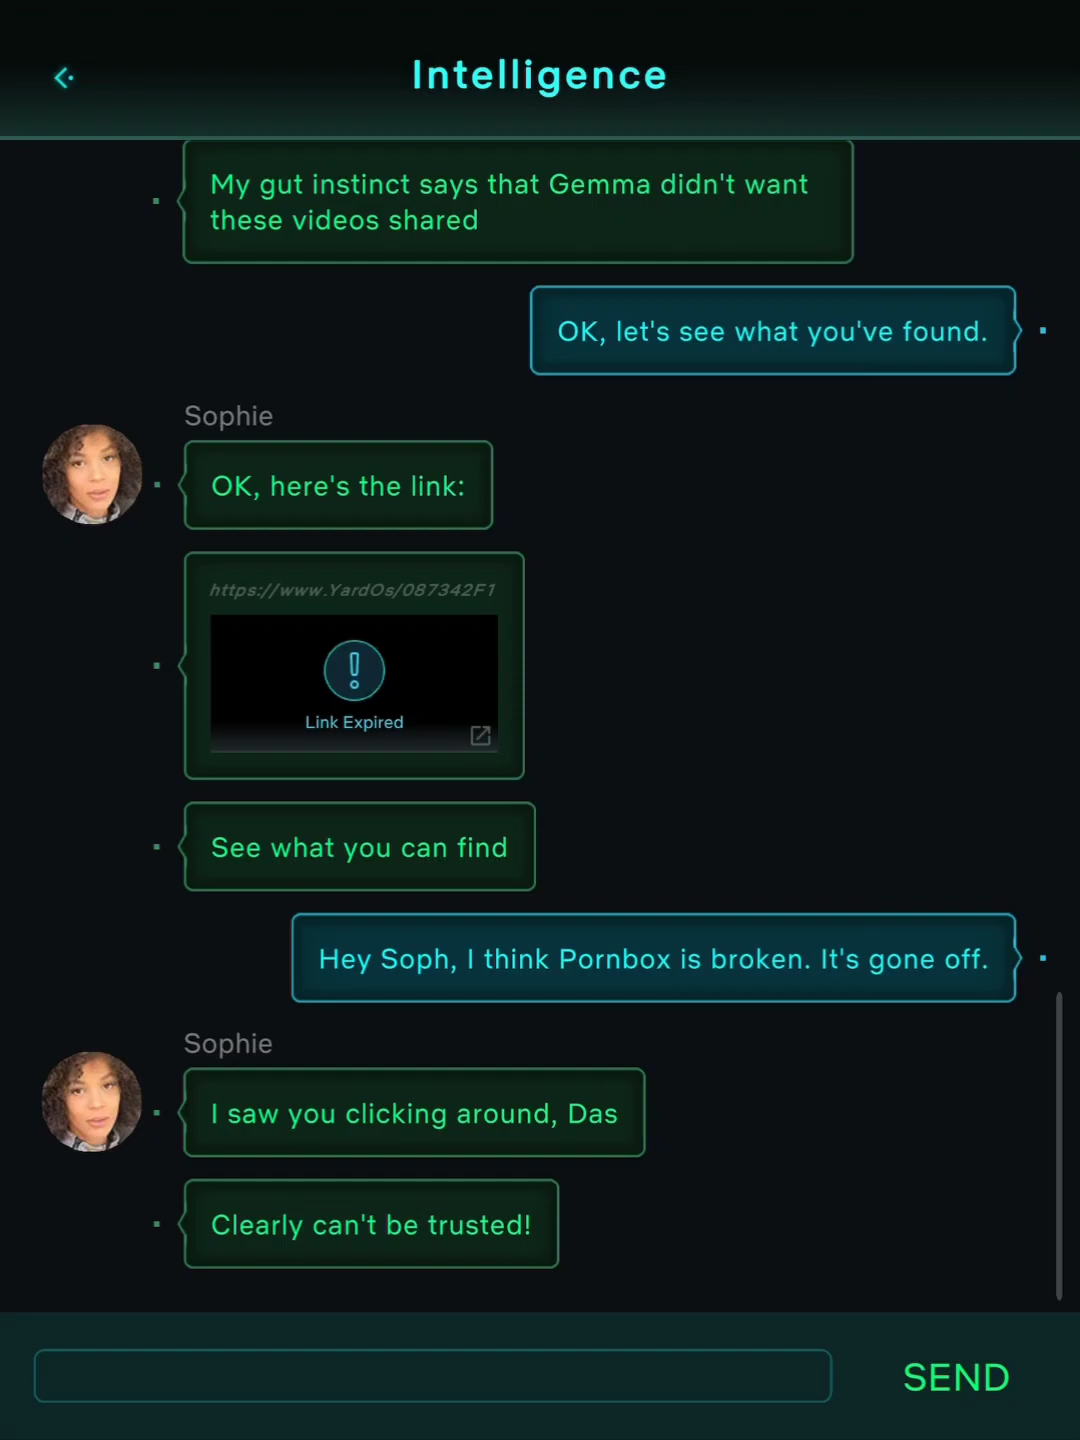 Intelligence
My gut instinct says that Gemma didn't want
these videos shared
OK, let's see what you've found.
Sophie
OK, here's the link:
https://www.YardOs/087342F1
Link Expired
See what you can find
Hey Soph, I think Pornbox is broken. It's gone off.
Sophie
I saw you clicking around, Das
Clearly can't be trusted!
SEND